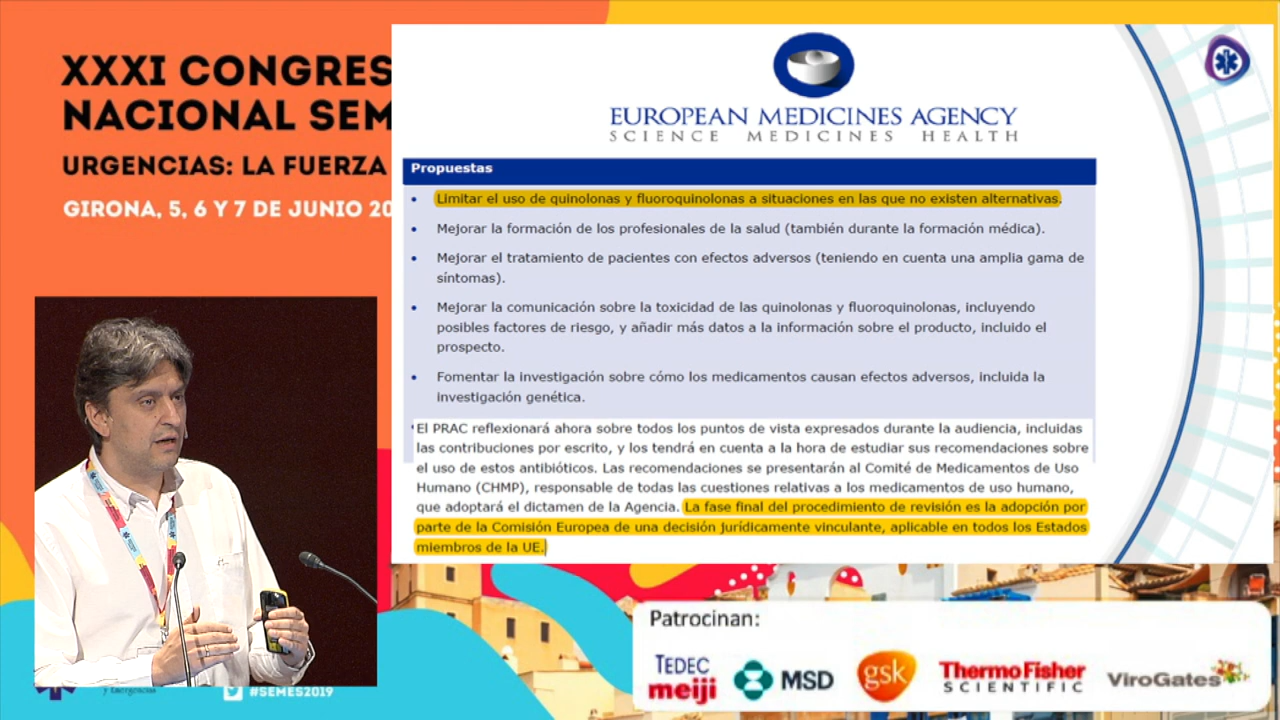 XXXI CONGRES
NACIONAL SEM
URGENCIAS: LA FUERZA
GIRONA, 5, 6 Y 7 DE JUNIO 20
EUROPEAN MEDICINES AGENCY
SCIENCE MEDICINES HEALTH
Propuestas
• Limitar el uso de quinolonas y fluoroquinolonas a situaciones en las que no existen alternativas.
• Mejorar la formación de los profesionales de la salud (también durante la formación médica).
• Mejorar el tratamiento de pacientes con efectos adversos (teniendo en cuenta una amplia gama de
síntomas).
• Mejorar la comunicación sobre la toxicidad de las quinolonas y fluoroquinolonas, incluyendo
posibles factores de riesgo, y añadir más datos a la información sobre el producto, incluido el
prospecto.
• Fomentar la investigación sobre cómo los medicamentos causan efectos adversos, incluida la
investigación genética.
El PRAC reflexionará ahora sobre todos los puntos de vista expresados durante la audiencia, incluidas
las contribuciones por escrito, y los tendrá en cuenta a la hora de estudiar sus recomendaciones sobre
el uso de estos antibióticos. Las recomendaciones se presentarán al Comité de Medicamentos de Uso
Humano (CHMP), responsable de todas las cuestiones relativas a los medicamentos de uso humano,
que adoptará el dictamen de la Agencia. La fase final del procedimiento de revisión es la adopción por
parte de la Comisión Europea de una decisión jurídicamente vinculante, aplicable en todos los Estados
miembros de la UE.
y Emergencias
#SEMES2019
Patrocinan:
TEDEC
meiji
MSD
gsk
ThermoFisher
SCIENTIFIC
ViroGates